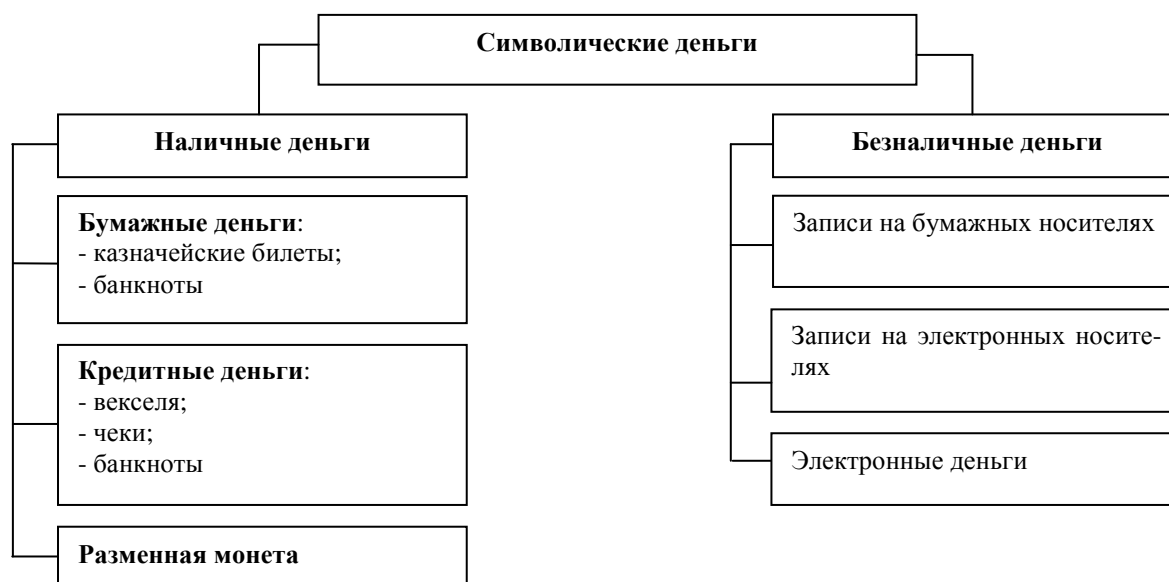 Символические деньги
Наличные деньги
Бумажные деньги:
- казначейские билеты;
- банкноты
Кредитные деньги:
- векселя;
- чеки;
- банкноты
Разменная монета
Безналичные деньги
Записи на бумажных носителях
Записи на электронных носите-
лях
Электронные деньги